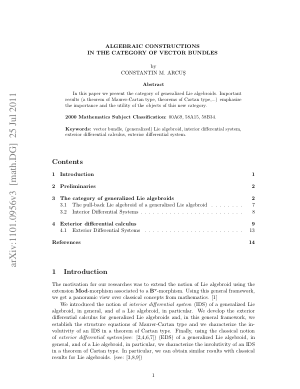 arXiv:1101.0956v3 [math.DG] 25 Jul 2011
ALGEBRAIC CONSTRUCTIONS
IN THE CATEGORY OF VECTOR BUNDLES
by
CONSTANTIN M. ARCUŞ
Abstract
In this paper we present the category of generalized Lie algebroids. Important
results (a theorem of Maurer-Cartan type, theorems of Cartan type,...) emphasize
the importance and the utility of the objects of this new category.
2000 Mathematics Subject Classification: 00A69, 58A15, 58B34.
Keywords: vector bundle, (generalized) Lie algebroid, interior differential system,
exterior differential calculus, exterior differential system.
Contents
1 Introduction 1
2 Preliminaries 2
3 The category of generalized Lie algebroids 2
3.1 The pull-back Lie algebroid of a generalized Lie algebroid 7
3.2 Interior Differential Systems 8
4 Exterior differential calculus 9
4.1 Exterior Differential Systems 13
References 14
1 Introduction
The motivation for our researches was to extend the notion of Lie algebroid using the
extension Mod-morphism associated to a Bv-morphism. Using this general framework,
we get a panoramic view over classical concepts from mathematics. [1]
We introduced the notion of interior differential system (IDS) of a generalized Lie
algebroid, in general, and of a Lie algebroid, in particular. We develop the exterior
differential calculus for generalized Lie algebroids and, in this general framework, we
establish the structure equations of Maurer-Cartan type and we characterize the in-
volutivity of an IDS in a theorem of Cartan type. Finally, using the classical notion
of exterior differential system(see: [2,4,6,7]) (EDS) of a generalized Lie algebroid, in
general, and of a Lie algebroid, in particular, we characterize the involutivity of an IDS
in a theorem of Cartan type. In particular, we can obtain similar results with classical
results for Lie algebroids. (see: [3,8,9])
1